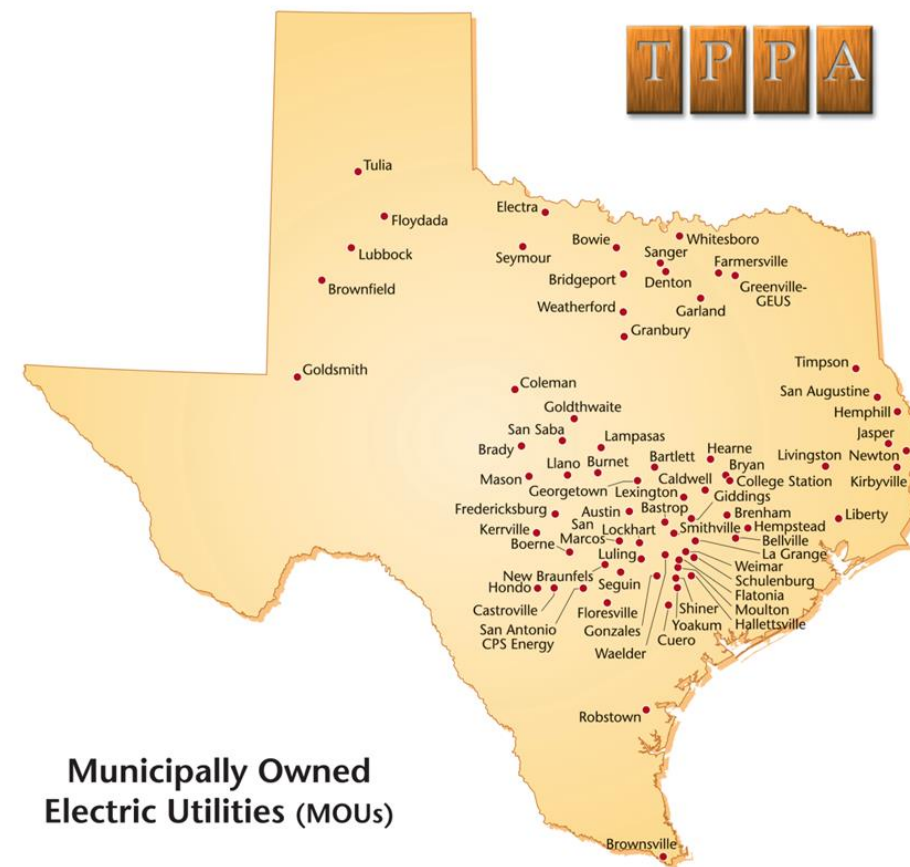 TPPA
Tulia
Floydada
Lubbock
Brownfield
Goldsmith
Electra
Seymour
Bowie
Bridgeport
Weatherford
Granbury
Whitesboro
Sanger
Denton
Farmersville
Greenville-
GEUS
Garland
Timpson
San Augustine
Hemphill
Jasper
Newton
Kirbyville
Livingston
Liberty
Coleman
Goldthwaite
San Saba
Brady
Lampasas
Mason
Llano
Burnet
Bartlett
Hearne
Bryan
College Station
Caldwell
Georgetown
Lexington
Giddings
Fredericksburg
Austin
Bastrop
Brenham
Kerrville
San
Marcos
Lockhart
Smithville
Hempstead
Bellville
Boerne
Luling
La Grange
Weimar
Schulenburg
Flatonia
Moulton
Hallettsville
New Braunfels
Seguin
Hondo
Castroville
Floresville
Shiner
Yoakum
San Antonio
CPS Energy
Gonzales
Cuero
Waelder
Robstown
Brownsville
Municipally Owned
Electric Utilities (MOUs)